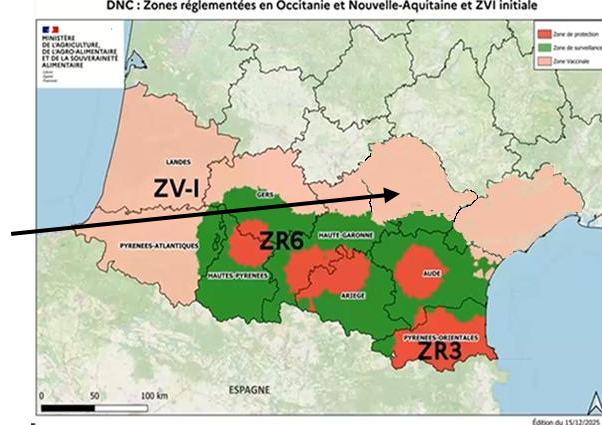 DNC : Zones réglementées en Occitanie et Nouvelle-Aquitaine et ZVI initiale
MINISTÈRE
DE L'AGRICULTURE,
DE L'AGRO-ALIMENTAIRE
ET DE LA SOUVERAINETÉ
ALIMENTAIRE
Zone de protection
Zone de surveillance
Zone Vaccinale
LANDES
ZV-I
GERS
PYRENEES-ATLANTIQUES
ZR6
HAUTE-GARONNE
HAUTES-PYRENEES
AUDE
ARIEGE
PYRENEES-ORIENTALES
ZR3
ESPAGNE
0 50 100 km
Édition du 15/12/2025